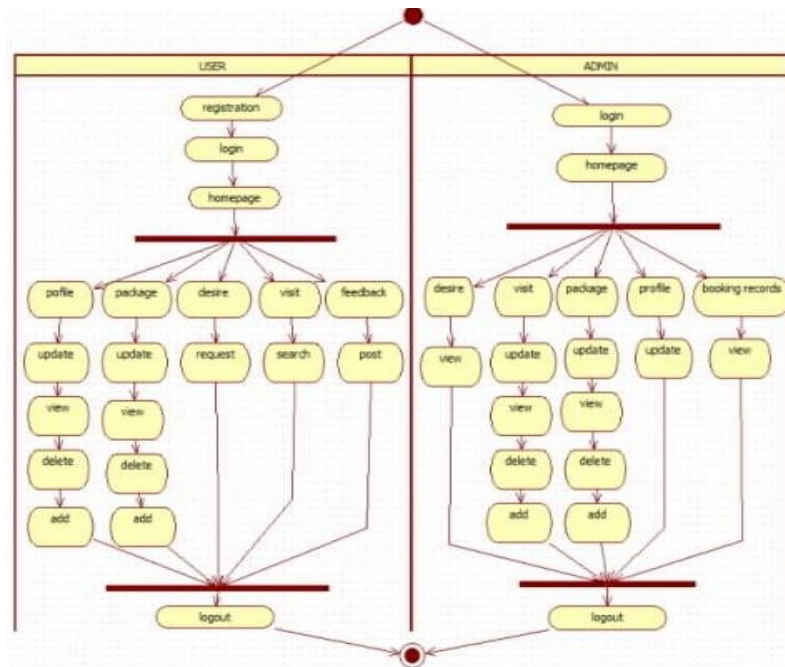 USER
ADMIN
registration
login
homepage
login
homepage
pofile
package
desire
visit
feedback
update
update
request
search
post
view
view
delete
delete
add
add
logout
desire
visit
package
profile
booking records
view
update
update
update
view
view
view
delete
delete
add
add
logout